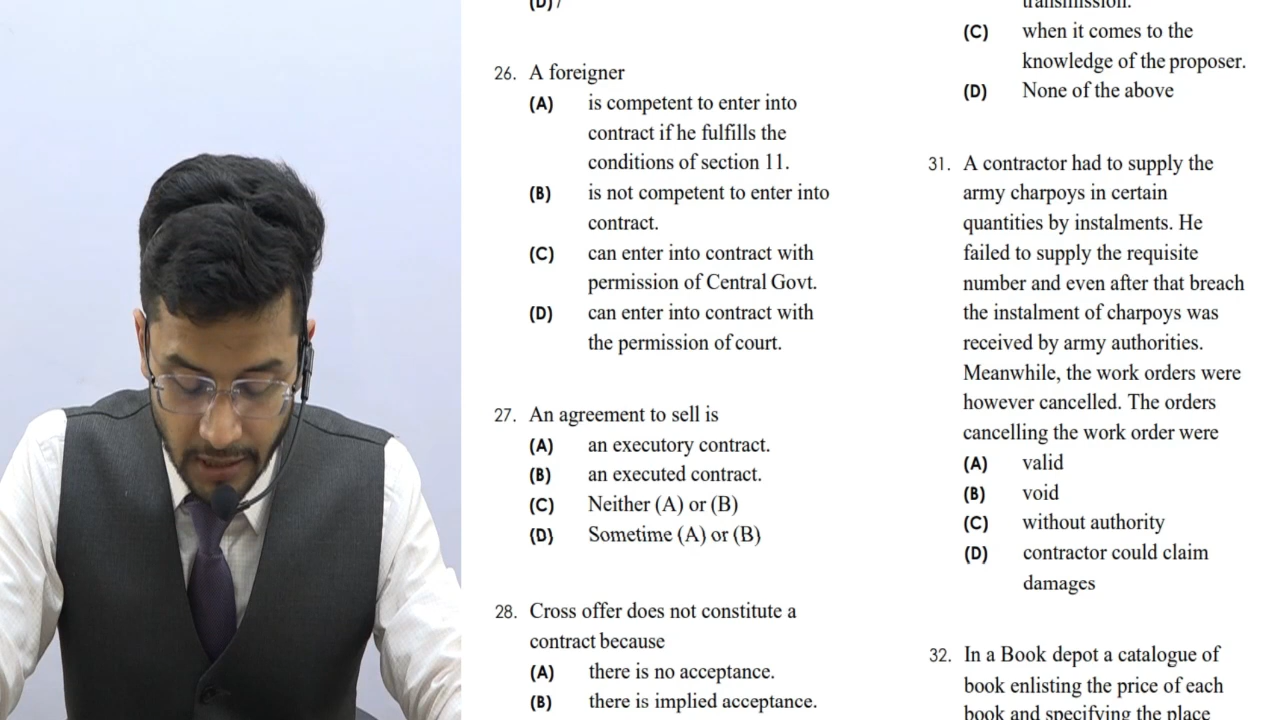 (D) /
26. A foreigner
(A) is competent to enter into
contract if he fulfills the
conditions of section 11.
(B) is not competent to enter into
contract.
(C) can enter into contract with
permission of Central Govt.
(D) can enter into contract with
the permission of court.
27. An agreement to sell is
(A) an executory contract.
(B) an executed contract.
(C) Neither (A) or (B)
(D) Sometime (A) or (B)
28. Cross offer does not constitute a
contract because
(A) there is no acceptance.
(B) there is implied acceptance.
transmission.
(C) when it comes to the
knowledge of the proposer.
(D) None of the above
31. A contractor had to supply the
army charpoys in certain
quantities by instalments. He
failed to supply the requisite
number and even after that breach
the instalment of charpoys was
received by army authorities.
Meanwhile, the work orders were
however cancelled. The orders
cancelling the work order were
(A) valid
(B) void
(C) without authority
(D) contractor could claim
damages
32. In a Book depot a catalogue of
book enlisting the price of each
book and specifying the place